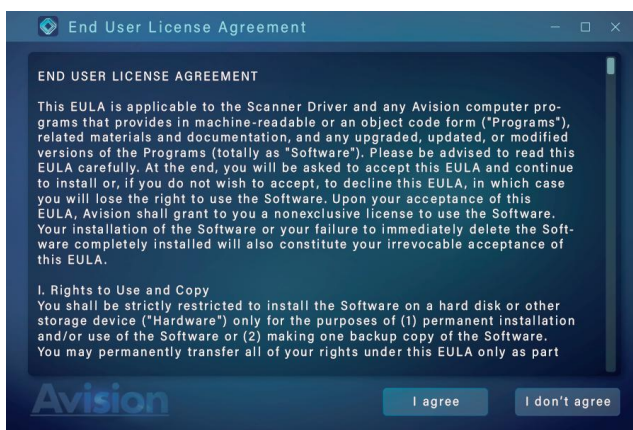 End User License Agreement
END USER LICENSE AGREEMENT
This EULA is applicable to the Scanner Driver and any Avision computer pro-
grams that provides in machine-readable or an object code form ("Programs"),
related materials and documentation, and any upgraded, updated, or modified
versions of the Programs (totally as "Software"). Please be advised to read this
EULA carefully. At the end, you will be asked to accept this EULA and continue
to install or, if you do not wish to accept, to decline this EULA, in which case
you will lose the right to use the Software. Upon your acceptance of this
EULA, Avision shall grant to you a nonexclusive license to use the Software.
Your installation of the Software or your failure to immediately delete the Soft-
ware completely installed will also constitute your irrevocable acceptance of
this EULA.
I. Rights to Use and Copy
You shall be strictly restricted to install the Software on a hard disk or other
storage device ("Hardware") only for the purposes of (1) permanent installation
and/or use of the Software or (2) making one backup copy of the Software.
You may permanently transfer all of your rights under this EULA only as part
Avision
I agree
I don't agree